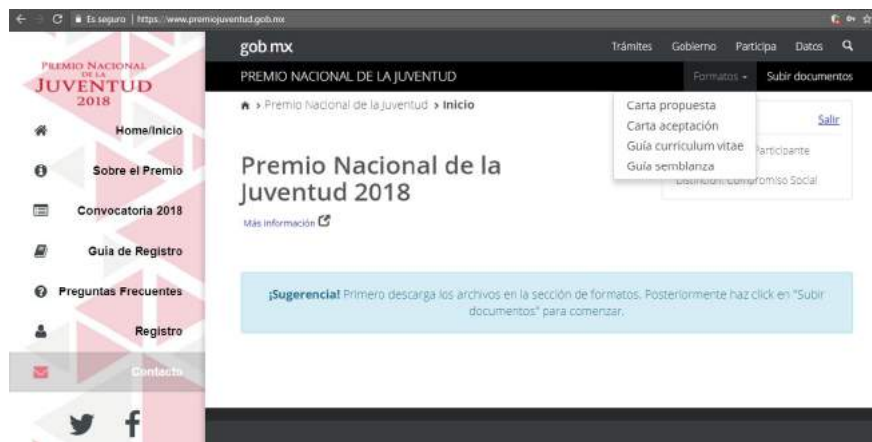 Es seguro | https://www.premiojuventud.gob.mx
PREMIO NACIONAL
DE LA
JUVENTUD
2018
Home/Inicio
Sobre el Premio
Convocatoria 2018
Guia de Registro
Preguntas Frecuentes
Registro
Contacto
gob mx
Trámites Gobierno Participa Datos
PREMIO NACIONAL DE LA JUVENTUD
Formatos Subir documentos
> Premio Nacional de la Juventud > Inicio
Carta propuesta
Carta aceptación
Guía curriculum vitae
Guía semblanza
Salir
Participante
Distinción: Compromiso Social
Premio Nacional de la
Juventud 2018
Más información
¡Sugerencia! Primero descarga los archivos en la sección de formatos. Posteriormente haz click en "Subir
documentos" para comenzar.